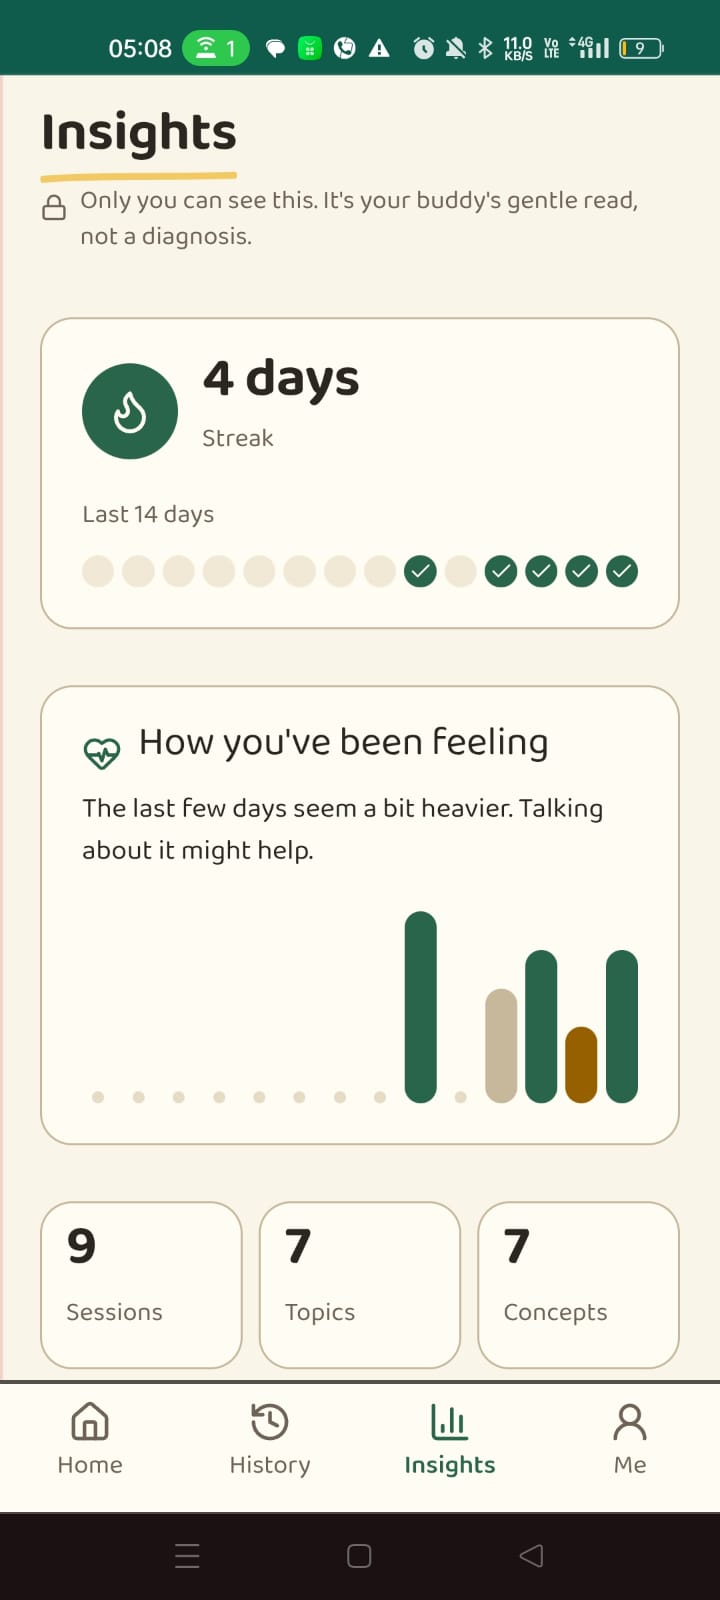 05:08
1
11.0
KB/S
Vo
LTE
4G
9
Insights
Only you can see this. It's your buddy's gentle read,
not a diagnosis.
4 days
Streak
Last 14 days
How you've been feeling
The last few days seem a bit heavier. Talking
about it might help.
9
Sessions
7
Topics
7
Concepts
Home
History
Insights
Me